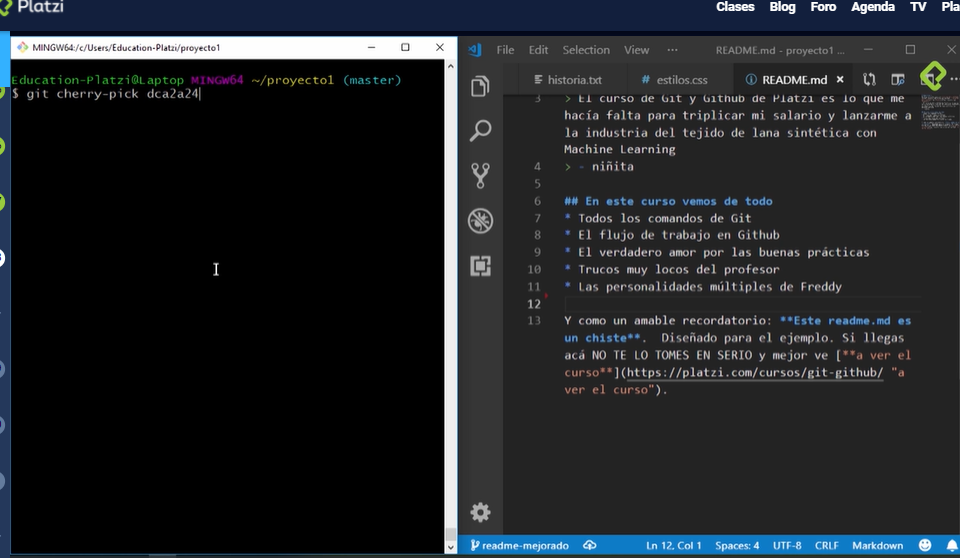 Platzi
Clases Blog Foro Agenda TV Pla
MINGW64:/c/Users/Education-Platzi/proyecto1
Education-Platzi@Laptop MINGW64 ~/proyecto1 (master)
$ git cherry-pick dca2a24
File Edit Selection View ··· README.md - proyecto1 ...
historia.txt # estilos.css README.md
3 > El curso de Git y Github de Platzi es lo que me
hacía falta para triplicar mi salario y lanzarme a
la industria del tejido de lana sintética con
Machine Learning
4 > - niñita
5
6 ## En este curso vemos de todo
7 * Todos los comandos de Git
8 * El flujo de trabajo en Github
9 * El verdadero amor por las buenas prácticas
10 * Trucos muy locos del profesor
11 * Las personalidades múltiples de Freddy
12
13 Y como un amable recordatorio: **Este readme.md es
un chiste**. Diseñado para el ejemplo. Si llegas
acá NO TE LO TOMES EN SERIO y mejor ve [**a ver el
curso**](https://platzi.com/cursos/git-github/ "a
ver el curso").
readme-mejorado Ln 12, Col 1 Spaces: 4 UTF-8 CRLF Markdown